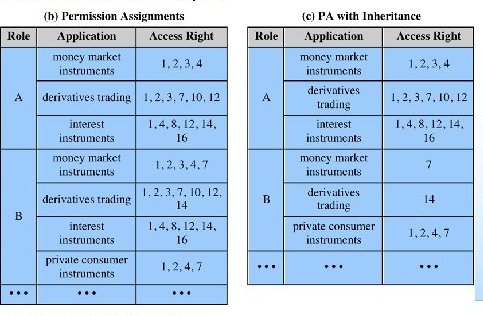 (b) Permission Assignments
Role Application Access Right
A
money market
instruments
1, 2, 3, 4
derivatives trading
1, 2, 3, 7, 10, 12
interest
instruments
1, 4, 8, 12, 14,
16
B
money market
instruments
1, 2, 3, 4, 7
derivatives trading
1, 2, 3, 7, 10, 12,
14
interest
instruments
1, 4, 8, 12, 14,
16
private consumer
instruments
1, 2, 4, 7
••• ••• •••
(c) PA with Inheritance
Role Application Access Right
A
money market
instruments
1, 2, 3, 4
derivatives
trading
1, 2, 3, 7, 10, 12
interest
instruments
1, 4, 8, 12, 14,
16
B
money market
instruments
7
derivatives
trading
14
private consumer
instruments
1, 2, 4, 7
••• ••• •••